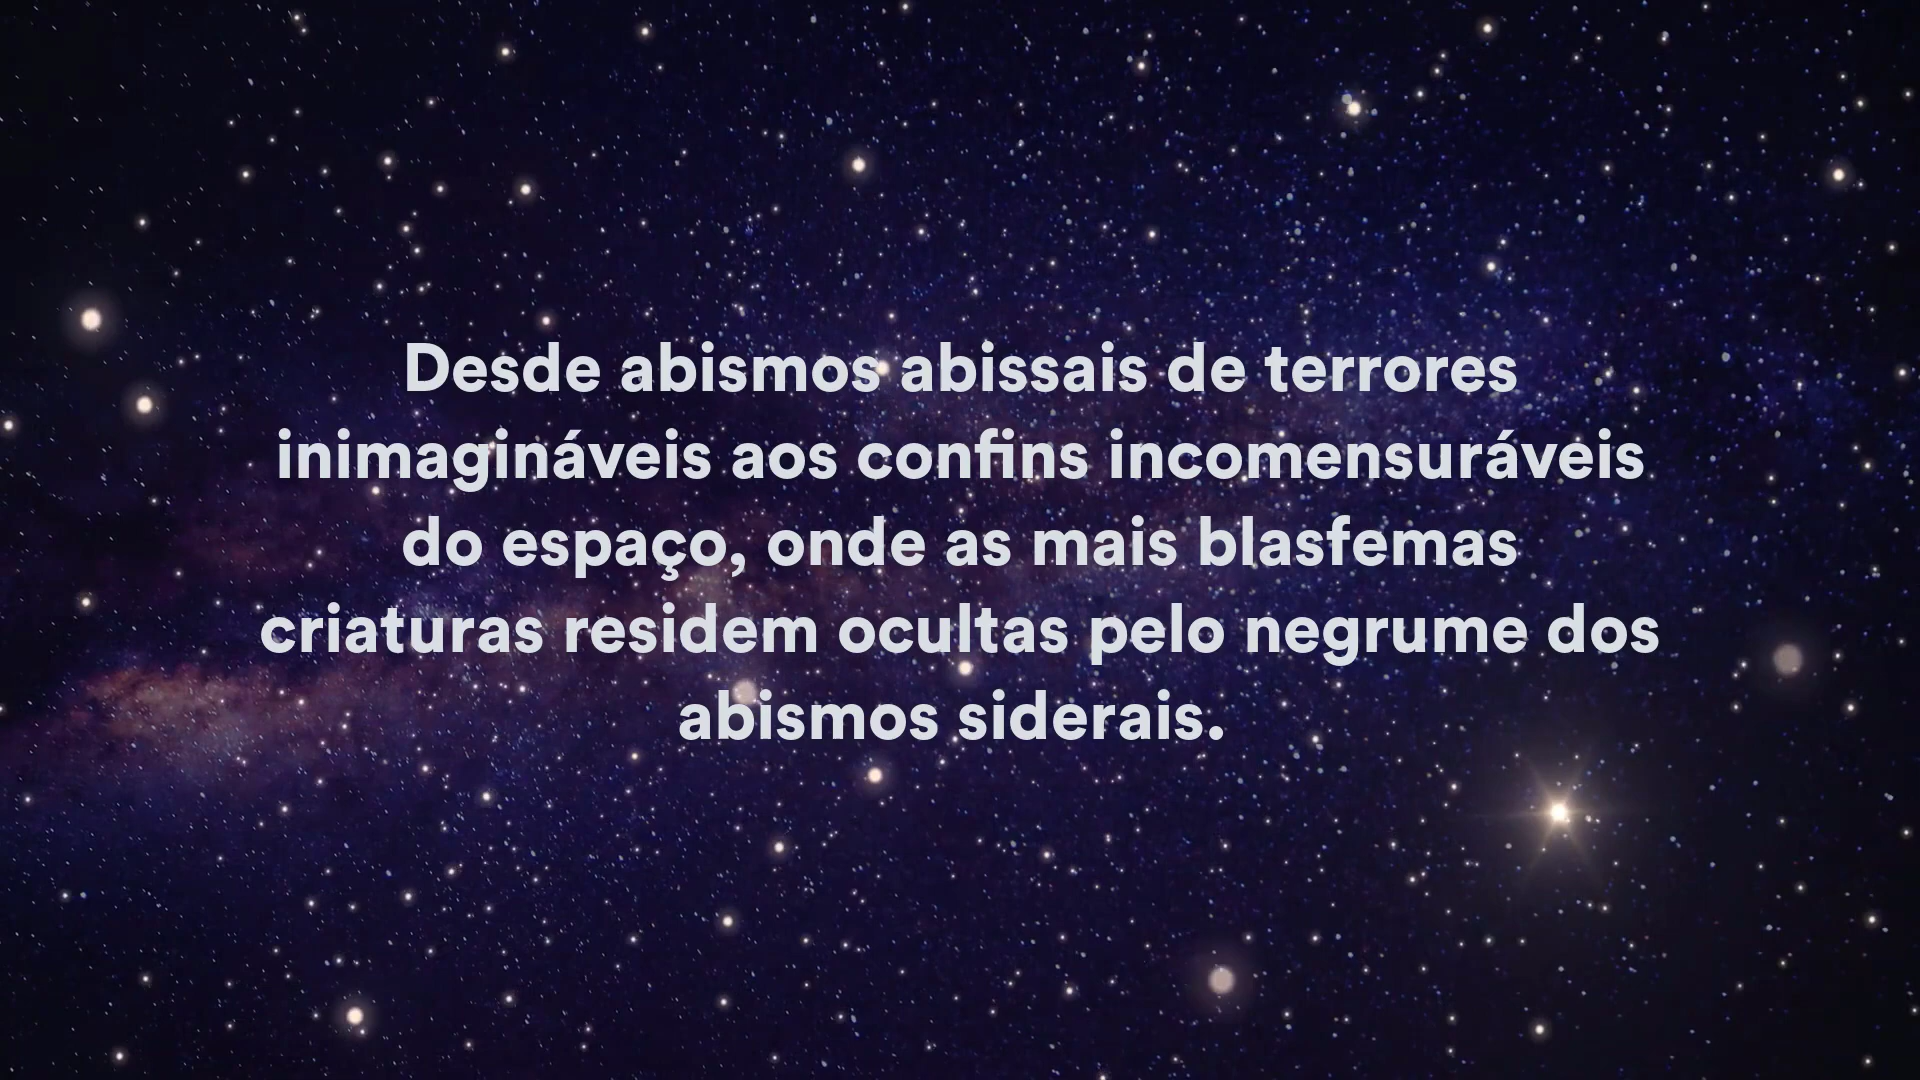 Desde abismos abissais de terrores
inimagináveis aos confins incomensuráveis
do espaço, onde as mais blasfemas
criaturas residem ocultas pelo negrume dos
abismos siderais.